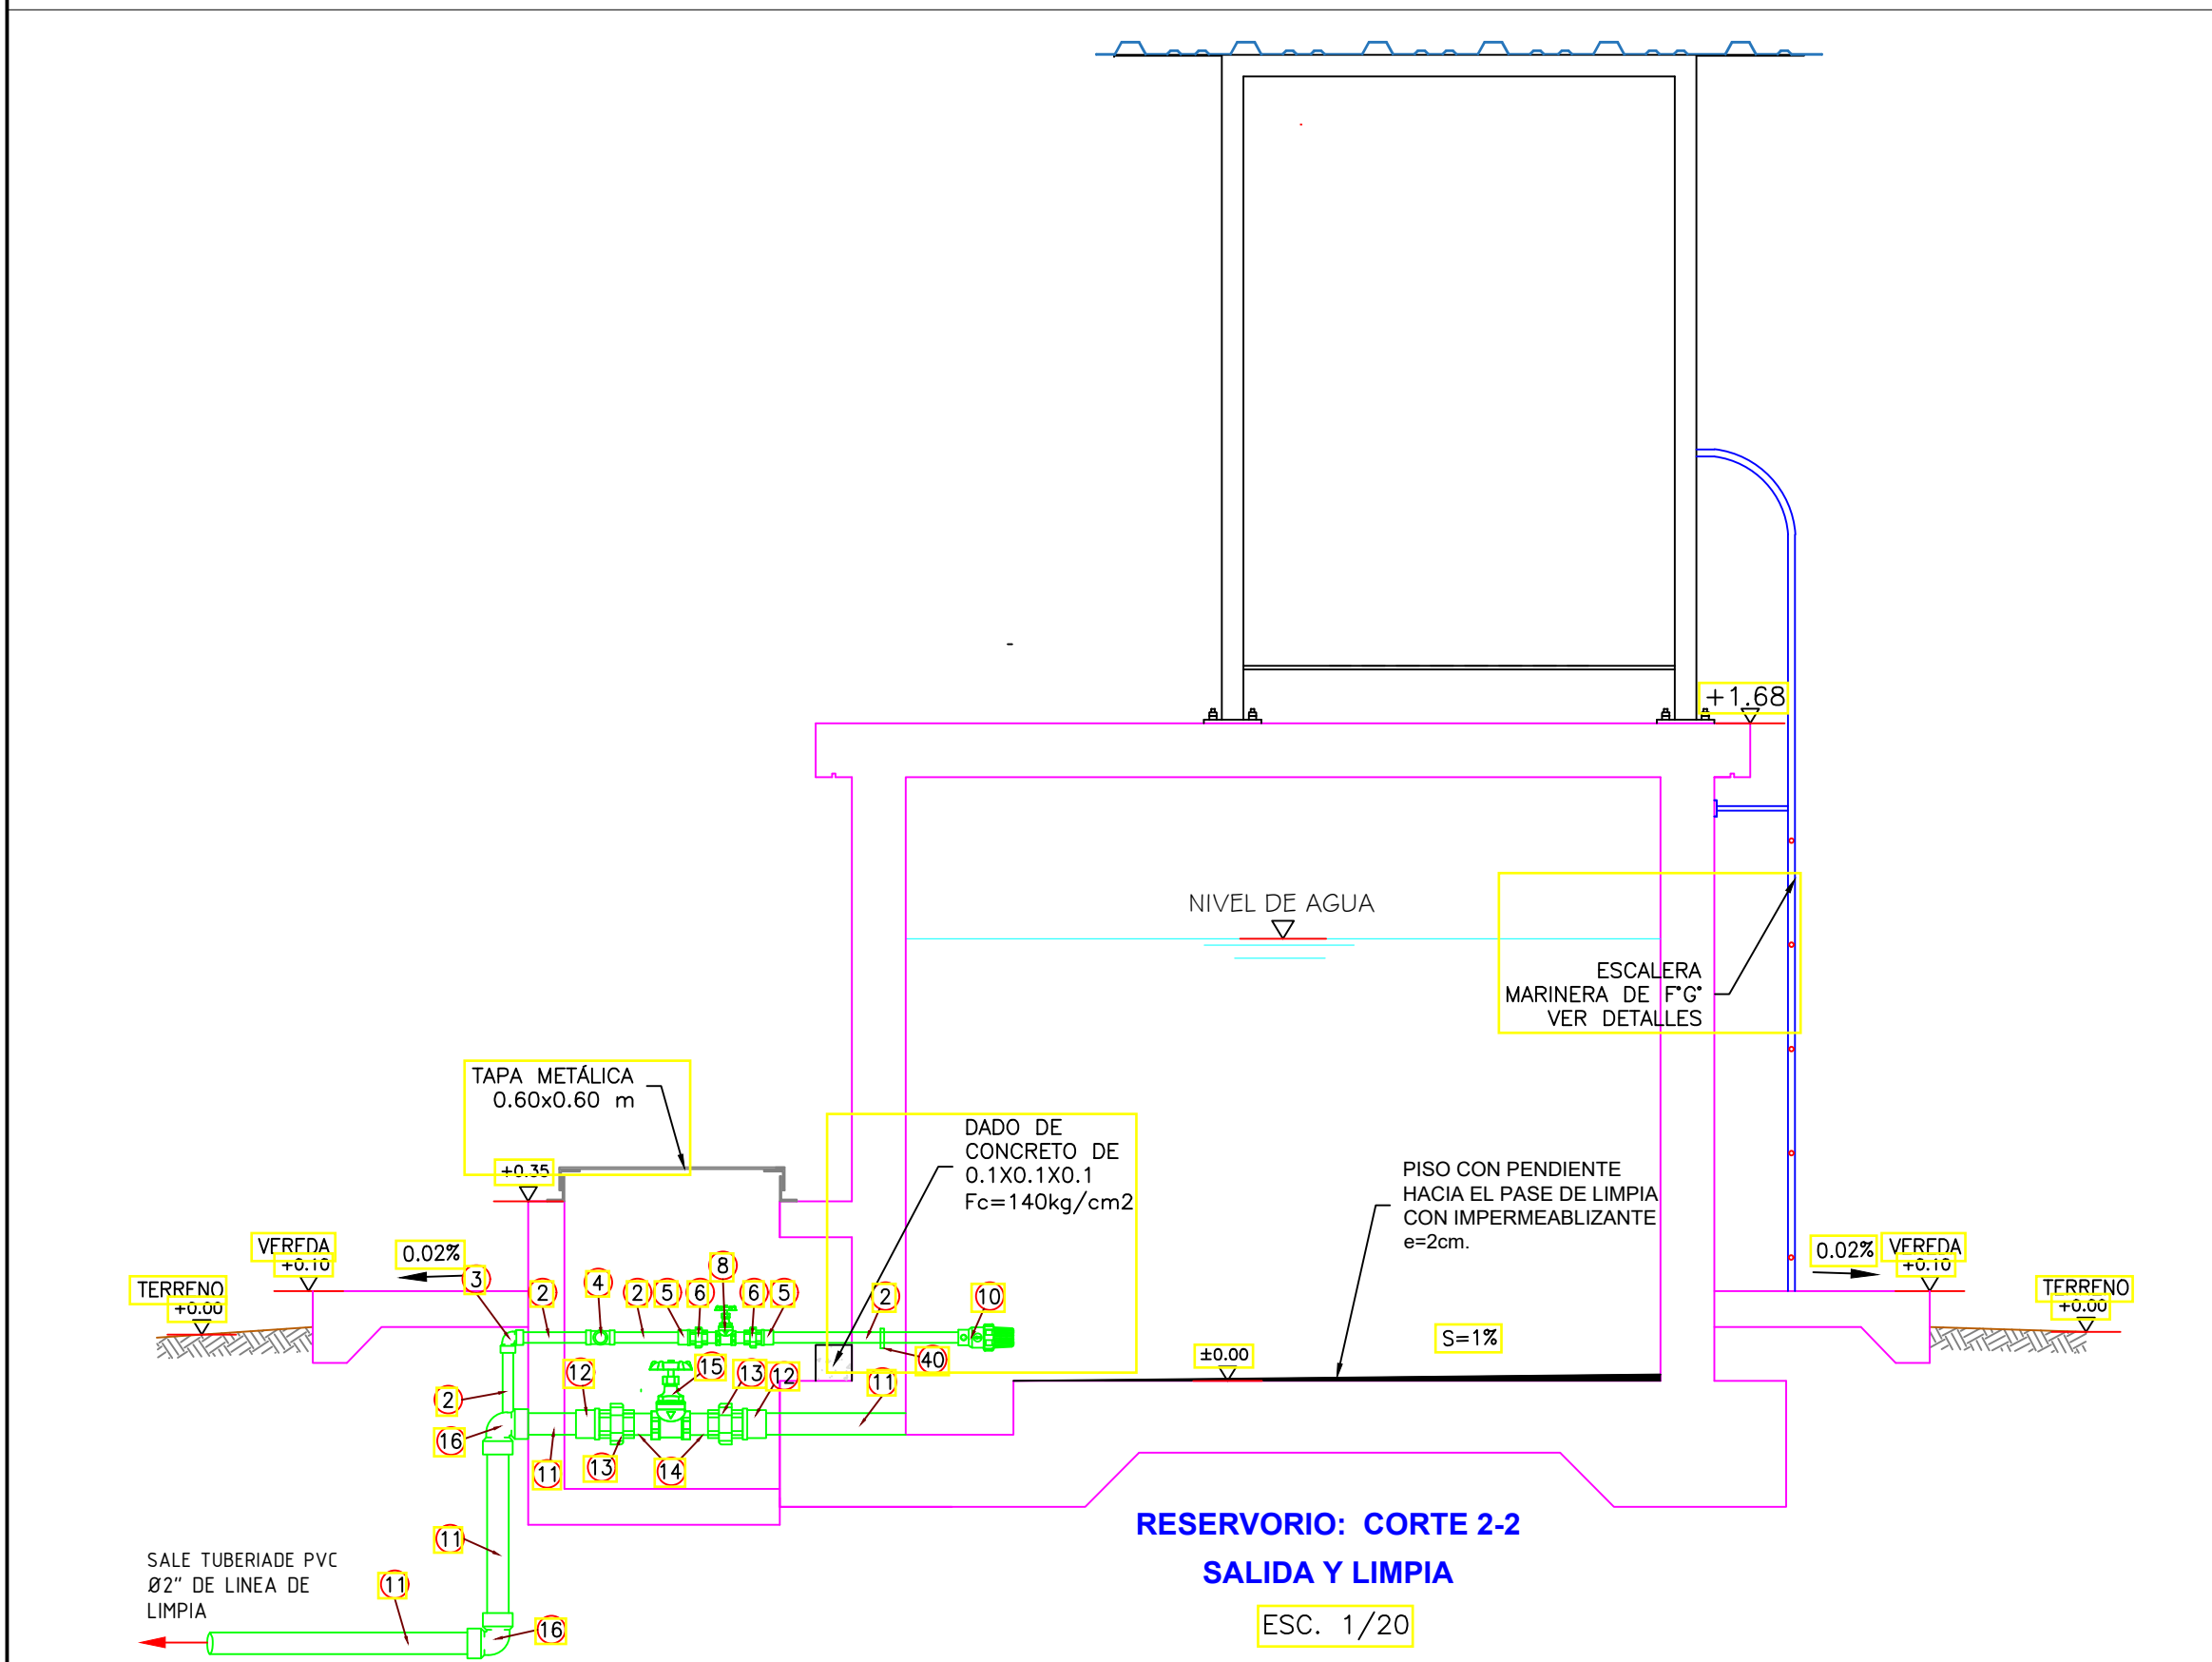 +1.68
NIVEL DE AGUA
ESCALERA
MARINERA DE F°G°
VER DETALLES
TAPA METÁLICA
0.60x0.60 m
+0.35
DADO DE
CONCRETO DE
0.1X0.1X0.1
Fc=140kg/cm2
PISO CON PENDIENTE
HACIA EL PASE DE LIMPIA
CON IMPERMEABLIZANTE
e=2cm.
VEREDA
+0.10
0.02%
TERRENO
+0.00
0.02%
VEREDA
+0.10
TERRENO
+0.00
3
2
4
2
5
6
8
6
5
2
10
40
S=1%
±0.00
12
15
13
12
11
2
16
11
13
14
11
SALE TUBERIADE PVC
Ø2" DE LINEA DE
LIMPIA
11
16
RESERVORIO: CORTE 2-2
SALIDA Y LIMPIA
ESC. 1/20